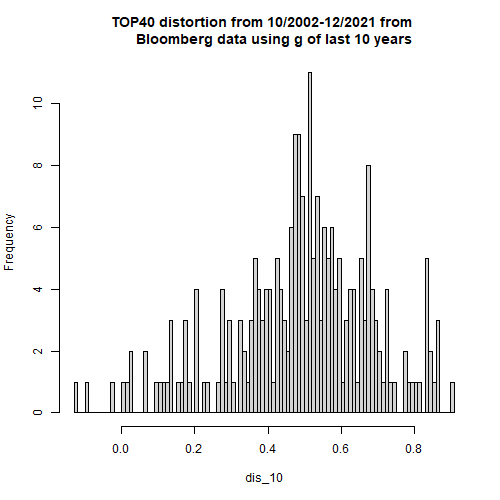 TOP40 distortion from 10/2002-12/2021 from
Bloomberg data using g of last 10 years
Frequency
10
8
6
4
2
0
0.0 0.2 0.4 0.6 0.8
dis_10